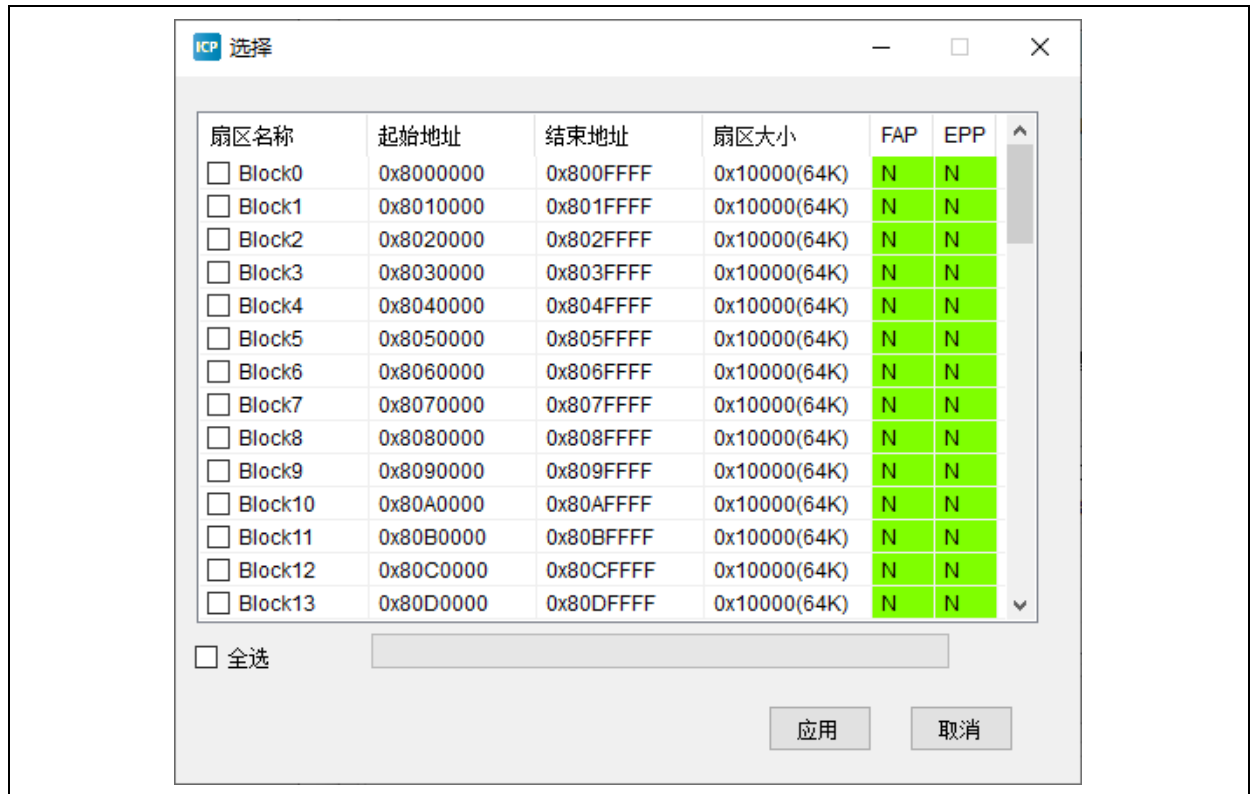 ICP 选择
扇区名称 起始地址 结束地址 扇区大小 FAP EPP
Block0 0x8000000 0x800FFFF 0x10000(64K) N N
Block1 0x8010000 0x801FFFF 0x10000(64K) N N
Block2 0x8020000 0x802FFFF 0x10000(64K) N N
Block3 0x8030000 0x803FFFF 0x10000(64K) N N
Block4 0x8040000 0x804FFFF 0x10000(64K) N N
Block5 0x8050000 0x805FFFF 0x10000(64K) N N
Block6 0x8060000 0x806FFFF 0x10000(64K) N N
Block7 0x8070000 0x807FFFF 0x10000(64K) N N
Block8 0x8080000 0x808FFFF 0x10000(64K) N N
Block9 0x8090000 0x809FFFF 0x10000(64K) N N
Block10 0x80A0000 0x80AFFFF 0x10000(64K) N N
Block11 0x80B0000 0x80BFFFF 0x10000(64K) N N
Block12 0x80C0000 0x80CFFFF 0x10000(64K) N N
Block13 0x80D0000 0x80DFFFF 0x10000(64K) N N
全选
应用 取消